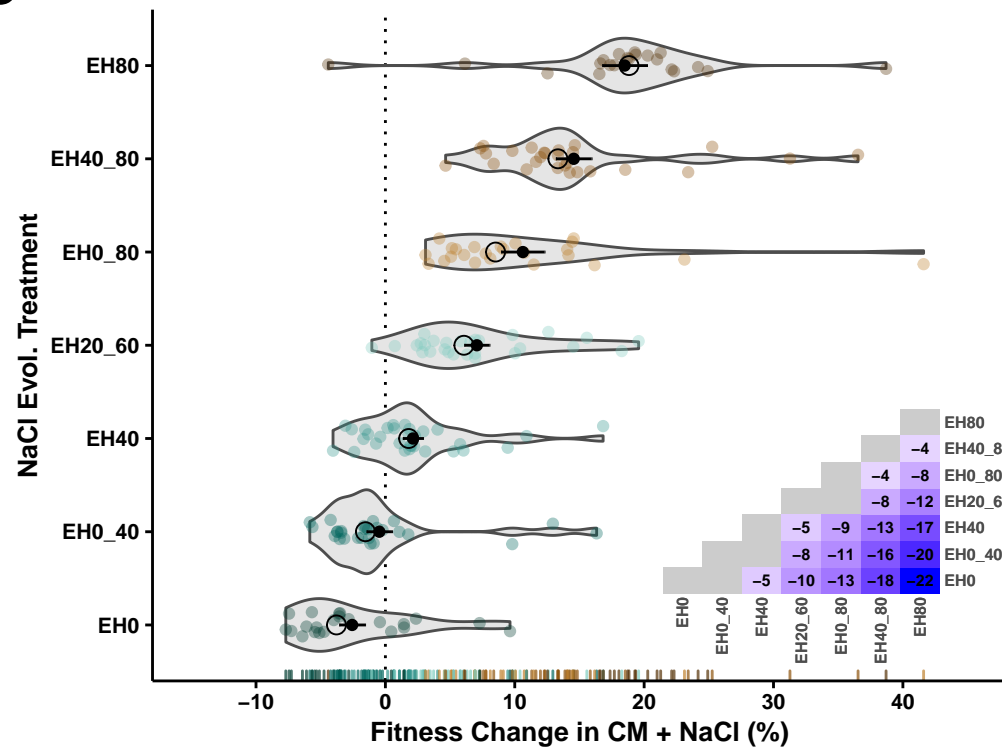 EH80
EH40_80
EH0_80
EH20_60
EH40
EH0_40
EH0
NaCl Evol. Treatment
−10 0 10 20 30 40
Fitness Change in CM + NaCl (%)
EH80
−4 EH40_8
−4 −8 EH0_80
−8 −12 EH20_6
−5 −9 −13 −17 EH40
−8 −11 −16 −20 EH0_40
−5 −10 −13 −18 −22 EH0
EH0 EH0_40 EH40 EH20_60 EH0_80 EH40_80 EH80